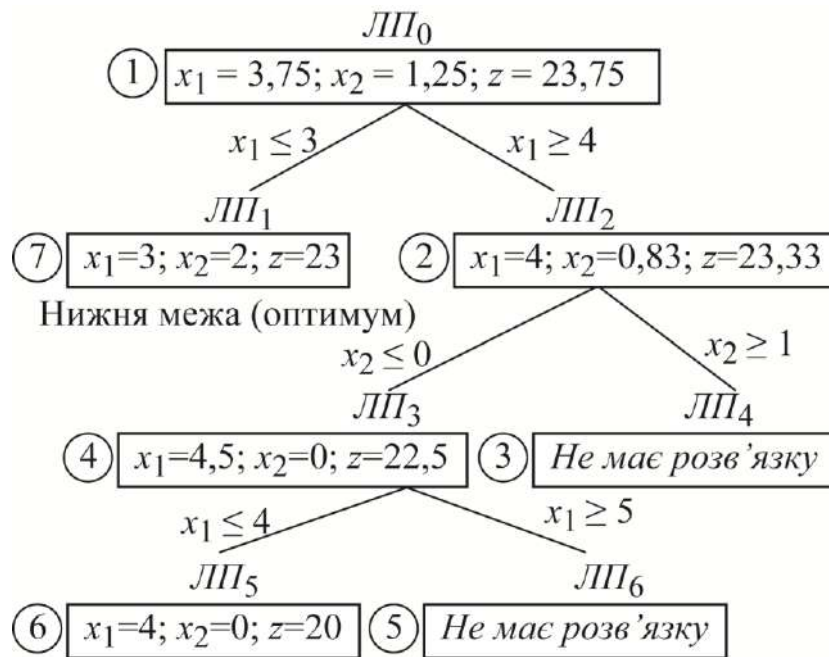 ЛП0
1 x1 = 3,75; x2 = 1,25; z = 23,75
x1 ≤ 3 x1 ≥ 4
ЛП1 ЛП2
7 x1=3; x2=2; z=23 2 x1=4; x2=0,83; z=23,33
Нижня межа (оптимум)
x2 ≤ 0 x2 ≥ 1
ЛП3 ЛП4
4 x1=4,5; x2=0; z=22,5 3 Не має розв’язку
x1 ≤ 4 x1 ≥ 5
ЛП5 ЛП6
6 x1=4; x2=0; z=20 5 Не має розв’язку